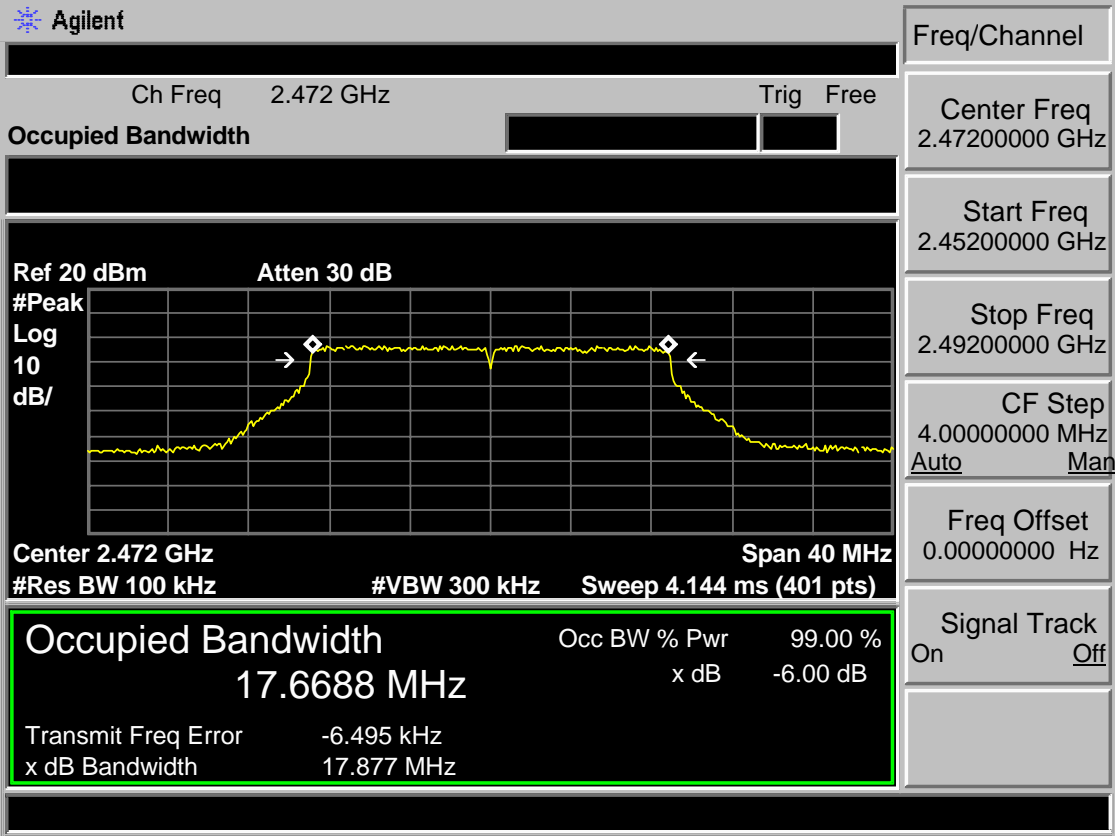 Agilent
Freq/Channel
Ch Freq 2.472 GHz Trig Free
Occupied Bandwidth
Center Freq
2.47200000 GHz
Start Freq
2.45200000 GHz
Stop Freq
2.49200000 GHz
CF Step
4.00000000 MHz
Auto Man
Freq Offset
0.00000000 Hz
Signal Track
On Off
Ref 20 dBm Atten 30 dB
#Peak
Log
10
dB/
Center 2.472 GHz Span 40 MHz
#Res BW 100 kHz #VBW 300 kHz Sweep 4.144 ms (401 pts)
Occupied Bandwidth Occ BW % Pwr 99.00 %
17.6688 MHz x dB -6.00 dB
Transmit Freq Error -6.495 kHz
x dB Bandwidth 17.877 MHz